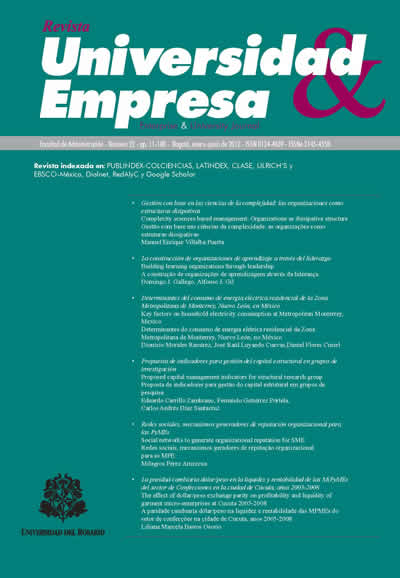 Revista
Universidad
&
Empresa
& 
Facultad de Administración - Número 22 - pp. 11-180 - Bogotá, enero-junio de 2012 - ISSN 0124-4639 - ISSNe 2145-4558
Revista indexada en: PUBLINDEX-COLCIENCIAS, LATINDEX, CLASE, ULRICH'S y
EBSCO-México, Dialnet, RedAlyC y Google Scholar
• Gestión con base en las ciencias de la complejidad: las organizaciones como
estructuras disipativa
Complexity sciences based management: Organizations as dissipative structure
Gestão com base nas ciências da complexidade: as organizações como
estruturas dissipativas
Manuel Enrique Villalba Puerta
• La construcción de organizaciones de aprendizaje a través del liderazgo
Building learning organizations through leadership
A construção de organizações de aprendizagem através da liderança
Domingo J. Gallego, Alfonso J. Gil
• Determinantes del consumo de energía eléctrica residencial de la Zona
Metropolitana de Monterrey, Nuevo León, en México
Key factors on household electricity consumption at Metropolitan Monterrey,
Mexico
Determinantes do consumo de energia elétrica residencial da Zona
Metropolitana de Monterrey, Nuevo León, no México
Dionicio Morales Ramírez, José Raúl Luyando Cuevas, Daniel Flores Curiel
• Propuestas de indicadores para gestión del capital estructural en grupos de
investigación
Proposed capital management indicators for structural research group
Proposta de indicadores para gestão do capital estrutural em grupos de
pesquisa
Eduardo Carrillo Zambrano, Fernando Gutiérrez Portela,
Carlos Andrés Díaz Santacruz
• Redes sociales, mecanismos generadores de reputación organizacional para
las PyMEs
Social networks to generate organizational reputation for SME
Redes sociais, mecanismos geradores de reputação organizacional
para as MPE
Milagros Pérez
• La paridad cambiaria dólar/peso en la liquidez y rentabilidad de las MiPyMEs
del sector de Confecciones en la ciudad de Cúcuta, años 2005-2008
The effect of dollar/peso exchange parity on profitability and liquidity of
garment micro-enterprises at Cucuta 2005-2008
A paridade cambiaria dólar/peso na liquidez e rentabilidade das MPMEs do
setor de confecções na cidade de Cucuta, anos 2005-2008
Liliana Marcela Bastos Osorio
UNIVERSIDAD DEL ROSARIO